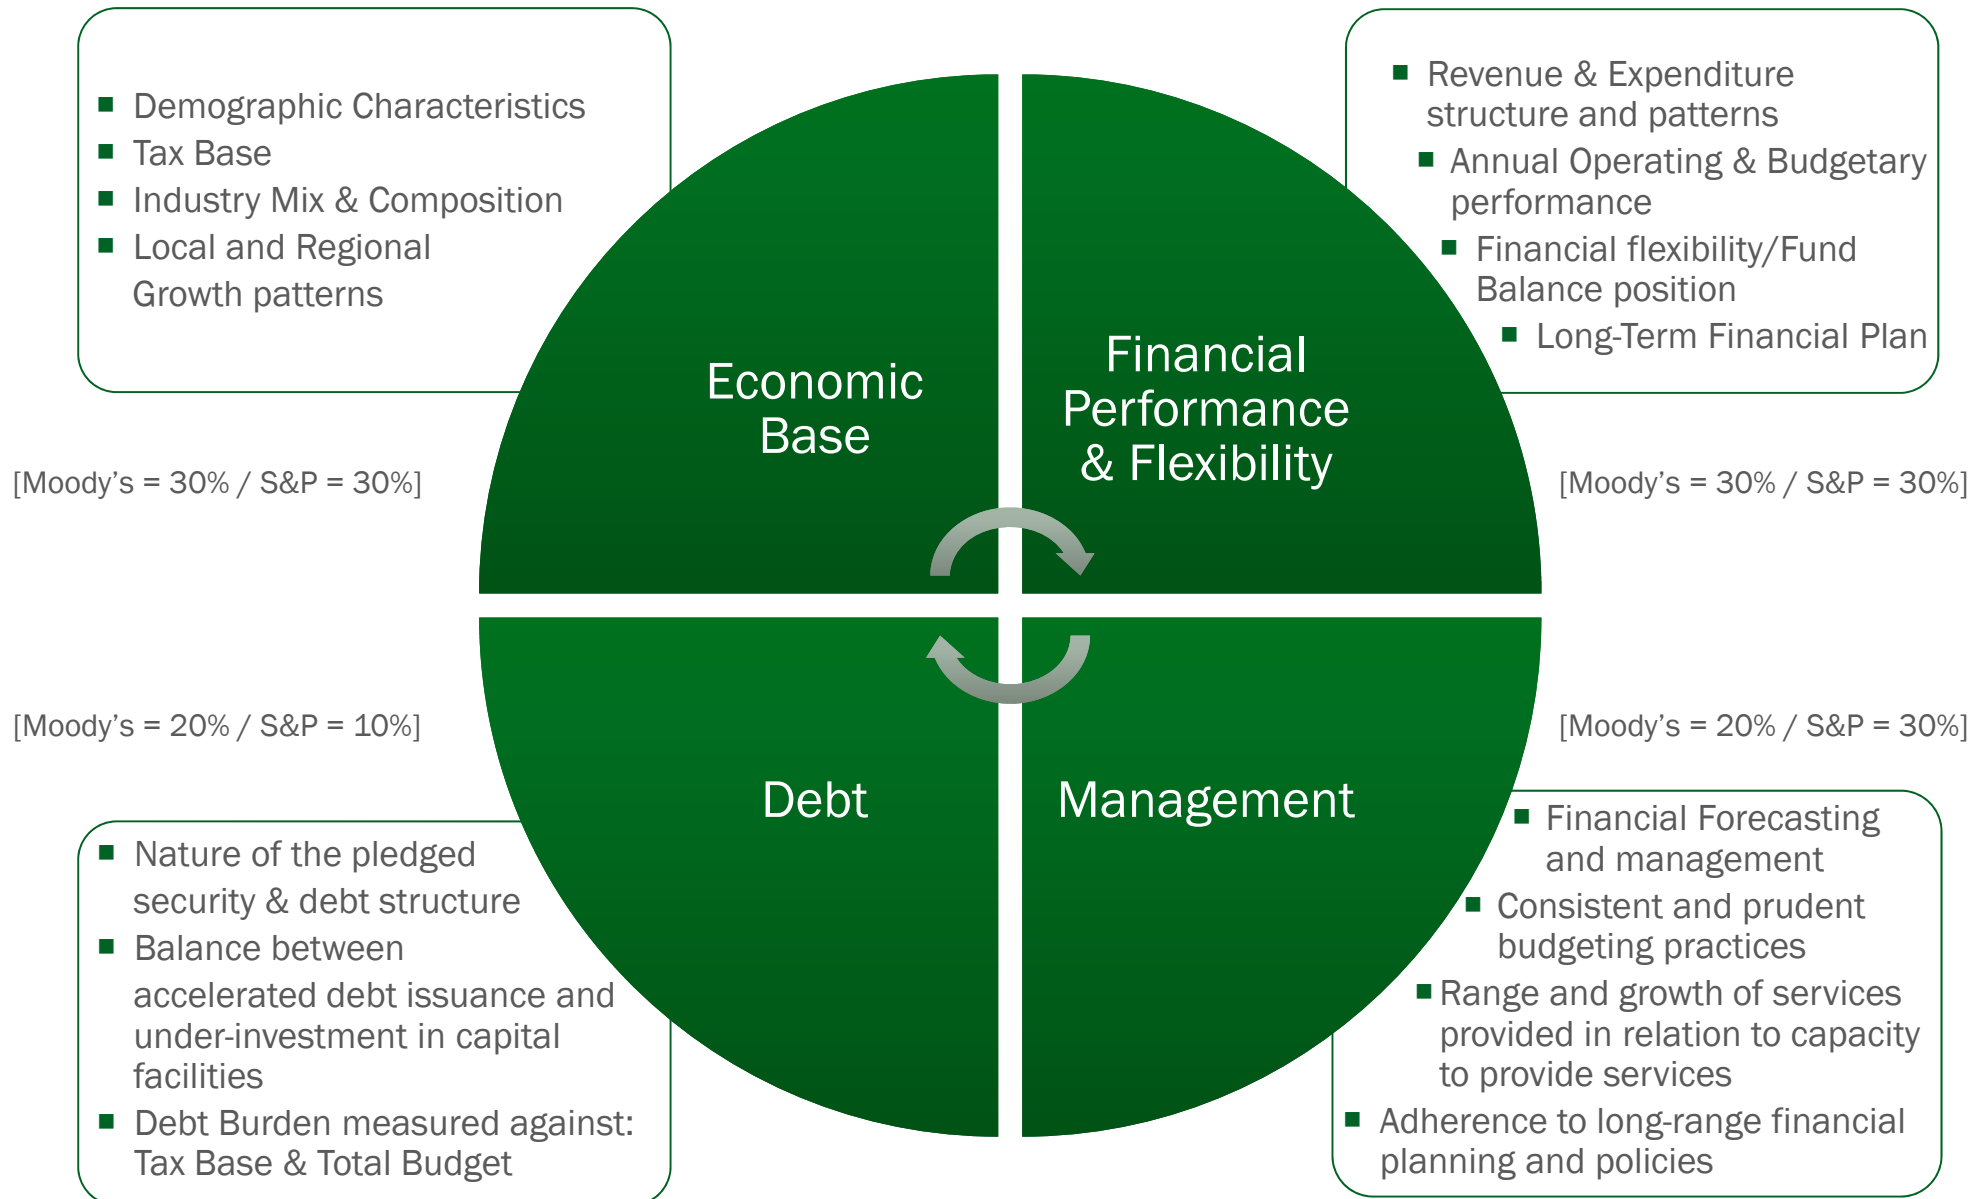 ■ Demographic Characteristics
■ Tax Base
■ Industry Mix & Composition
■ Local and Regional
Growth patterns
Economic
Base
[Moody's = 30% / S&P = 30%]
■ Revenue & Expenditure
structure and patterns
■ Annual Operating & Budgetary
performance
■ Financial flexibility/Fund
Balance position
■ Long-Term Financial Plan
Financial
Performance
& Flexibility
[Moody's = 30% / S&P = 30%]
[Moody's = 20% / S&P = 10%]
Debt
■ Nature of the pledged
security & debt structure
■ Balance between
accelerated debt issuance and
under-investment in capital
facilities
■ Debt Burden measured against:
Tax Base & Total Budget
[Moody's = 20% / S&P = 30%]
Management
■ Financial Forecasting
and management
■ Consistent and prudent
budgeting practices
■ Range and growth of services
provided in relation to capacity
to provide services
■ Adherence to long-range financial
planning and policies